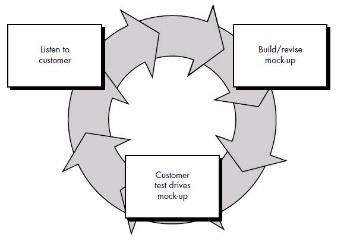 Listen to
customer
Build/revise
mock-up
Customer
test drives
mock-up